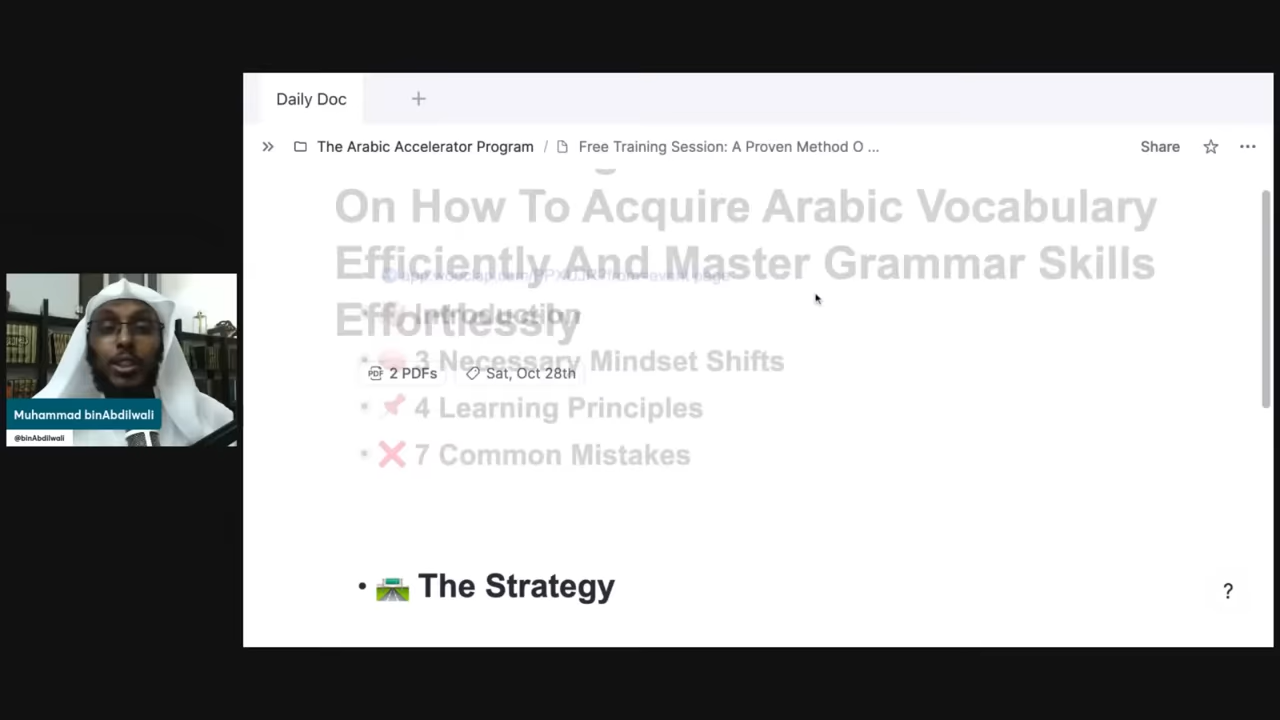 Daily Doc
The Arabic Accelerator Program / Free Training Session: A Proven Method O ...
Share
On How To Acquire Arabic Vocabulary
Efficiently And Master Grammar Skills
Effortlessly
• Introduction
• 3 Necessary Mindset Shifts
2 PDFs
Sat, Oct 28th
• 📌 4 Learning Principles
• ❌ 7 Common Mistakes
• 🛣️ The Strategy
?
Muhammad binAbdilwali
@binAbdilwali